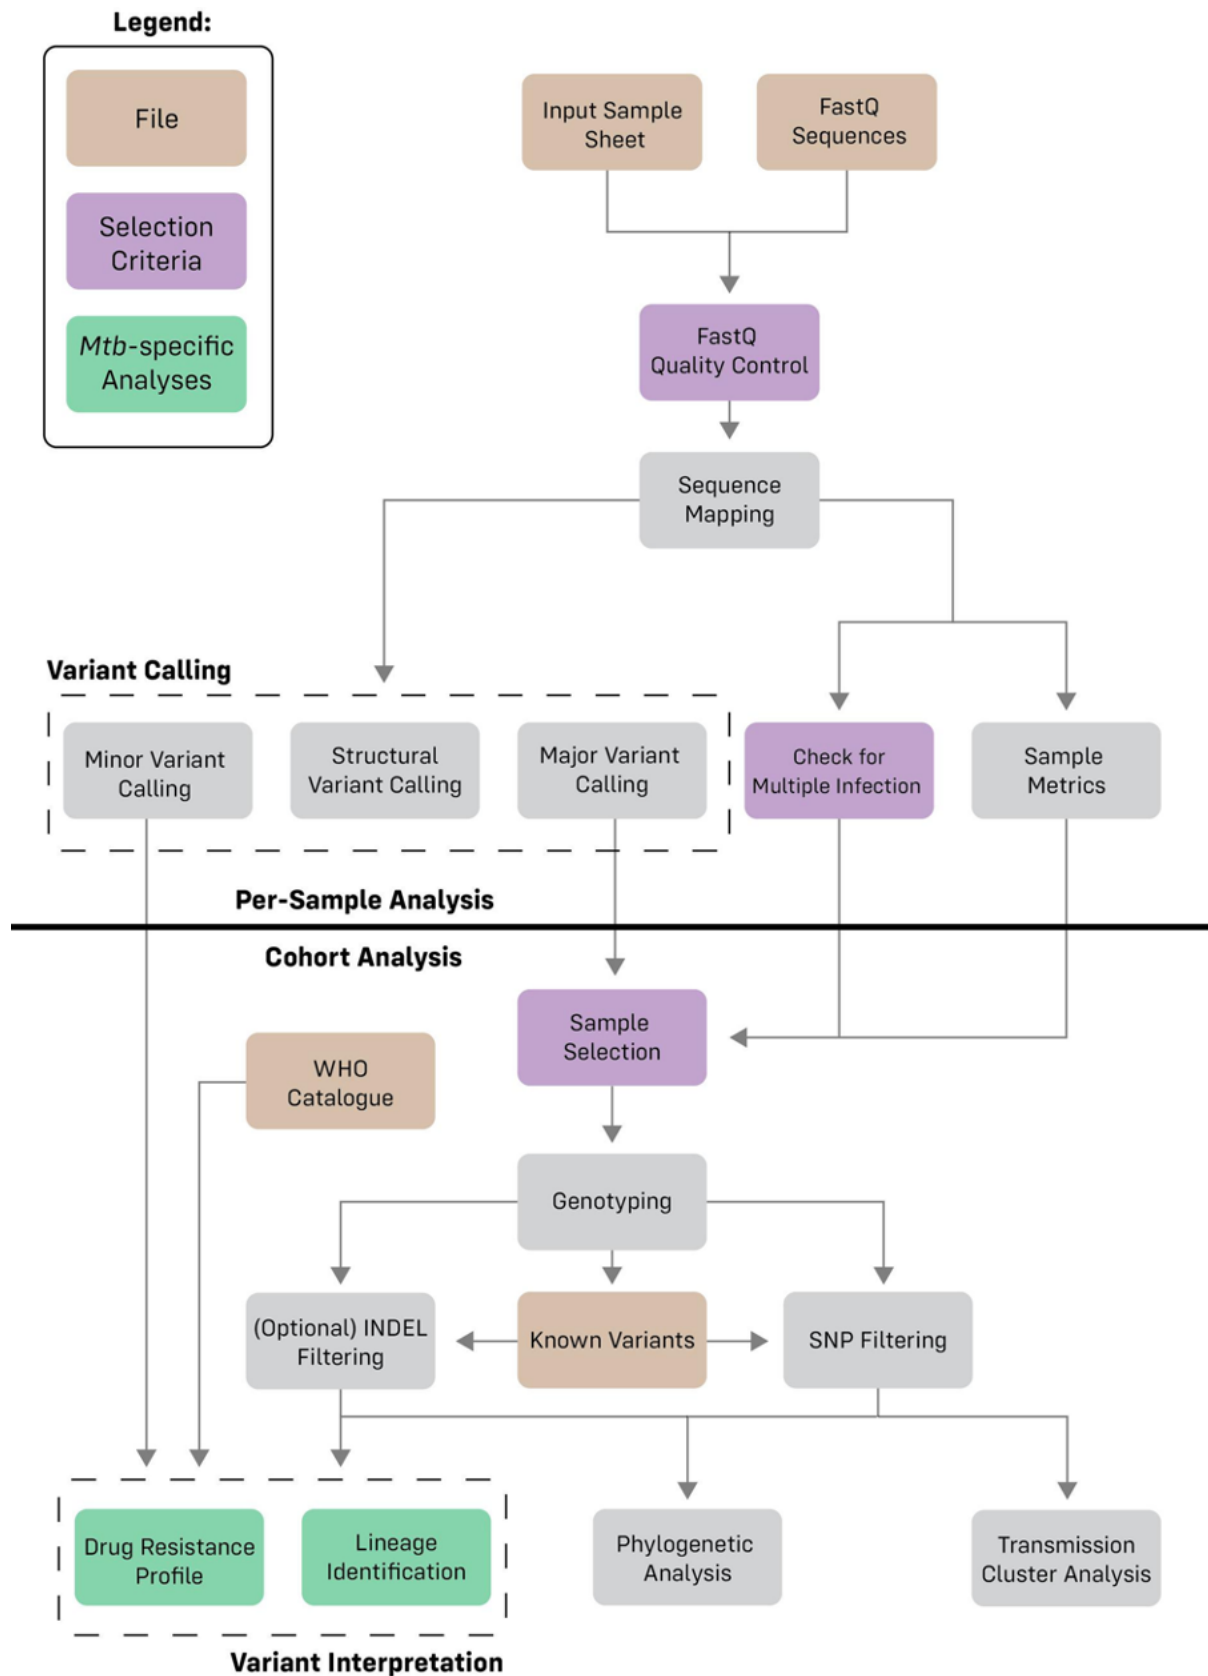 Legend:
File
Selection
Criteria
Mtb-specific
Analyses
Input Sample
Sheet
FastQ
Sequences
FastQ
Quality Control
Sequence
Mapping
Variant Calling
Minor Variant
Calling
Structural
Variant Calling
Major Variant
Calling
Check for
Multiple Infection
Sample
Metrics
Per-Sample Analysis
Cohort Analysis
Sample
Selection
WHO
Catalogue
Genotyping
(Optional) INDEL
Filtering
Known Variants
SNP Filtering
Drug Resistance
Profile
Lineage
Identification
Phylogenetic
Analysis
Transmission
Cluster Analysis
Variant Interpretation